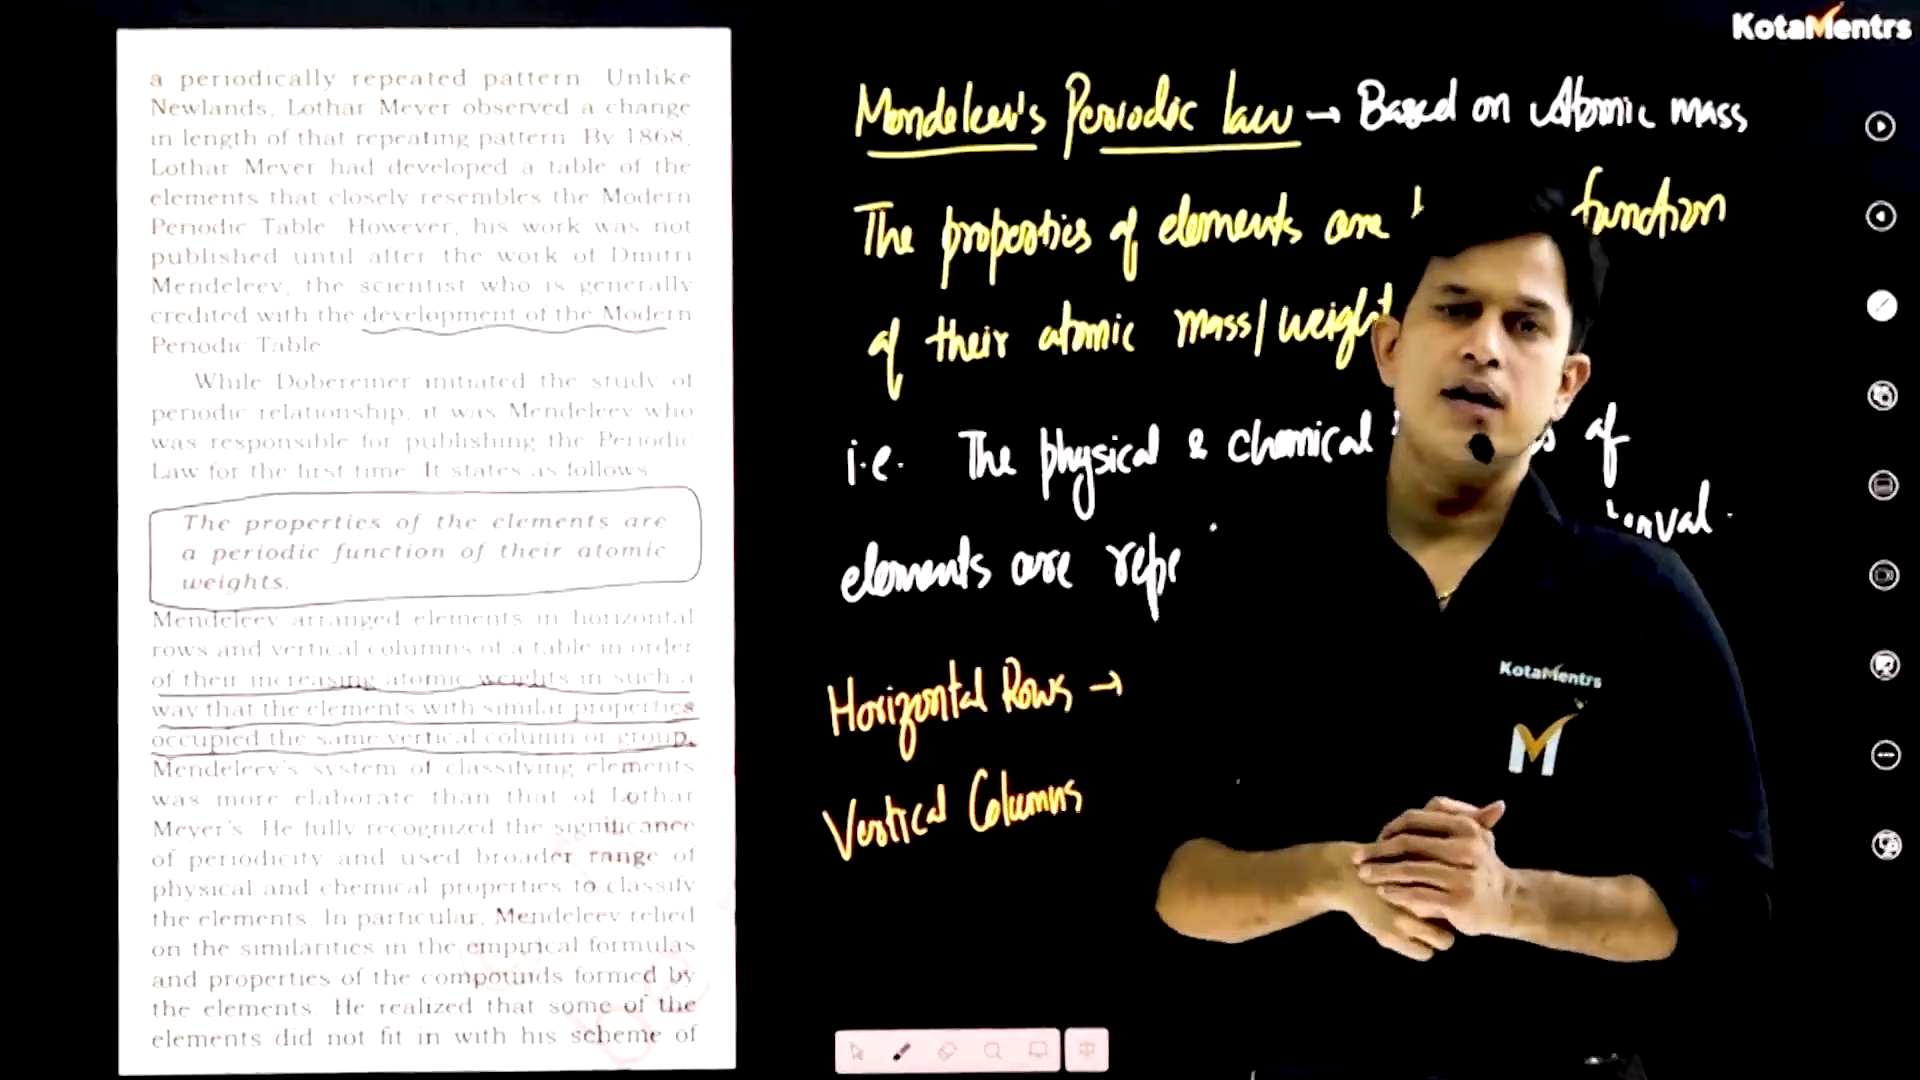 a periodically repeated pattern. Unlike
Newlands, Lothar Meyer observed a change
in length of that repeating pattern. By 1868,
Lothar Meyer had developed a table of the
elements that closely resembles the Modern
Periodic Table. However, his work was not
published until after the work of Dmitri
Mendeleev, the scientist who is generally
credited with the development of the Modern
Periodic Table.
While Dobereiner initiated the study of
periodic relationship, it was Mendeleev who
was responsible for publishing the Periodic
Law for the first time. It states as follows
The properties of the elements are
a periodic function of their atomic
weights.
Mendeleev arranged elements in horizontal
rows and vertical columns of a table in order
of their increasing atomic weights in such a
way that the elements with similar properties
occupied the same vertical column or group.
Mendeleev's system of classifying elements
was more elaborate than that of Lothar
Meyer's. He fully recognized the significance
of periodicity and used broader range of
physical and chemical properties to classify
the elements. In particular, Mendeleev relied
on the similarities in the empirical formulas
and properties of the compounds formed by
the elements. He realized that some of the
elements did not fit in with his scheme of
KotaMentrs
Mendeleev's Periodic law → Based on Atomic mass
The properties of elements are function
of their atomic mass/weight
i.e. The physical & chemical of
elements are
Horizontal Rows →
Vertical Columns
KotaMentrs
M